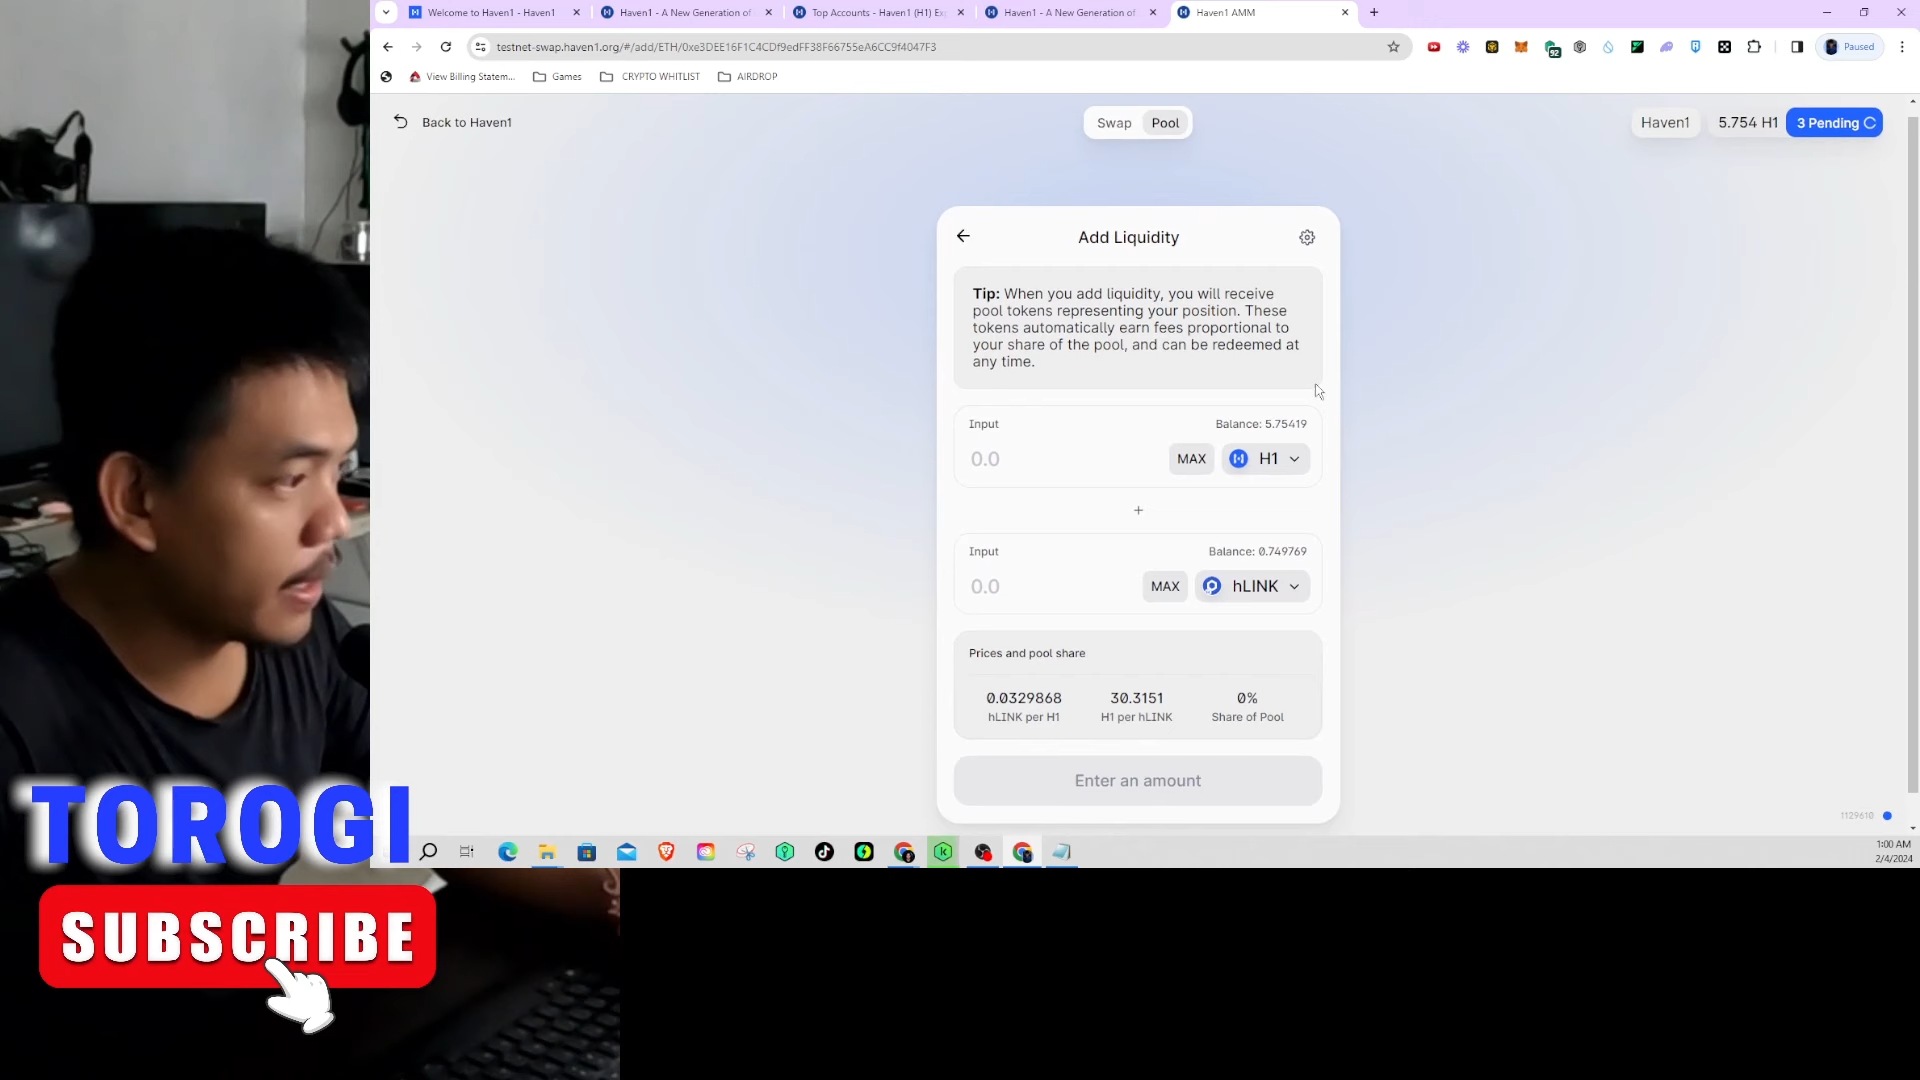 Welcome to Haven1 - Haven1
Haven1 - A New Generation of
Top Accounts - Haven1 (H1) Ex
Haven1 - A New Generation of
Haven1 AMM
testnet-swap.haven1.org/#/add/ETH/0xe3DEE16F1C4CDf9edFF38F66755eA6CC9f4047F3
92
Paused
View Billing Statem...
Games
CRYPTO WHITLIST
AIRDROP
Back to Haven1
Swap
Pool
Haven1
5.754 H1
3 Pending
Add Liquidity
Tip: When you add liquidity, you will receive
pool tokens representing your position. These
tokens automatically earn fees proportional to
your share of the pool, and can be redeemed at
any time.
Input
Balance: 5.75419
0.0
MAX
H1
+
Input
Balance: 0.749769
0.0
MAX
hLINK
Prices and pool share
0.0329868
30.3151
0%
hLINK per H1
H1 per hLINK
Share of Pool
Enter an amount
1129610
1:00 AM
2/4/2024
TOROGI
SUBSCRIBE